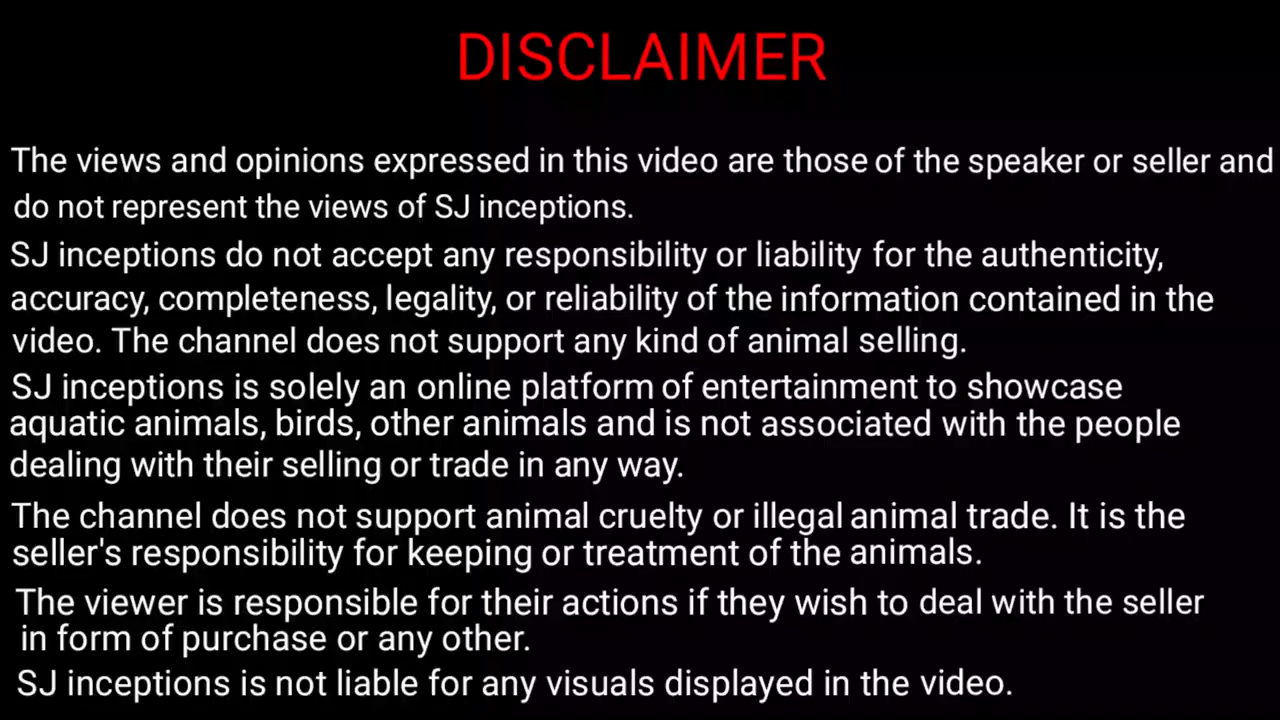 DISCLAIMER
The views and opinions expressed in this video are those of the speaker or seller and
do not represent the views of SJ inceptions.
SJ inceptions do not accept any responsibility or liability for the authenticity,
accuracy, completeness, legality, or reliability of the information contained in the
video. The channel does not support any kind of animal selling.
SJ inceptions is solely an online platform of entertainment to showcase
aquatic animals, birds, other animals and is not associated with the people
dealing with their selling or trade in any way.
The channel does not support animal cruelty or illegal animal trade. It is the
seller's responsibility for keeping or treatment of the animals.
The viewer is responsible for their actions if they wish to deal with the seller
in form of purchase or any other.
SJ inceptions is not liable for any visuals displayed in the video.